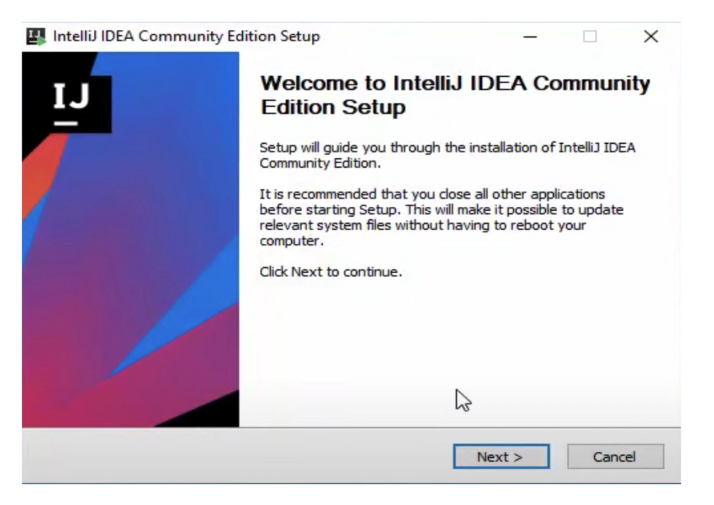 IntelliJ IDEA Community Edition Setup
IJ
Welcome to IntelliJ IDEA Community
Edition Setup
Setup will guide you through the installation of IntelliJ IDEA
Community Edition.
It is recommended that you close all other applications
before starting Setup. This will make it possible to update
relevant system files without having to reboot your
computer.
Click Next to continue.
Next >
Cancel